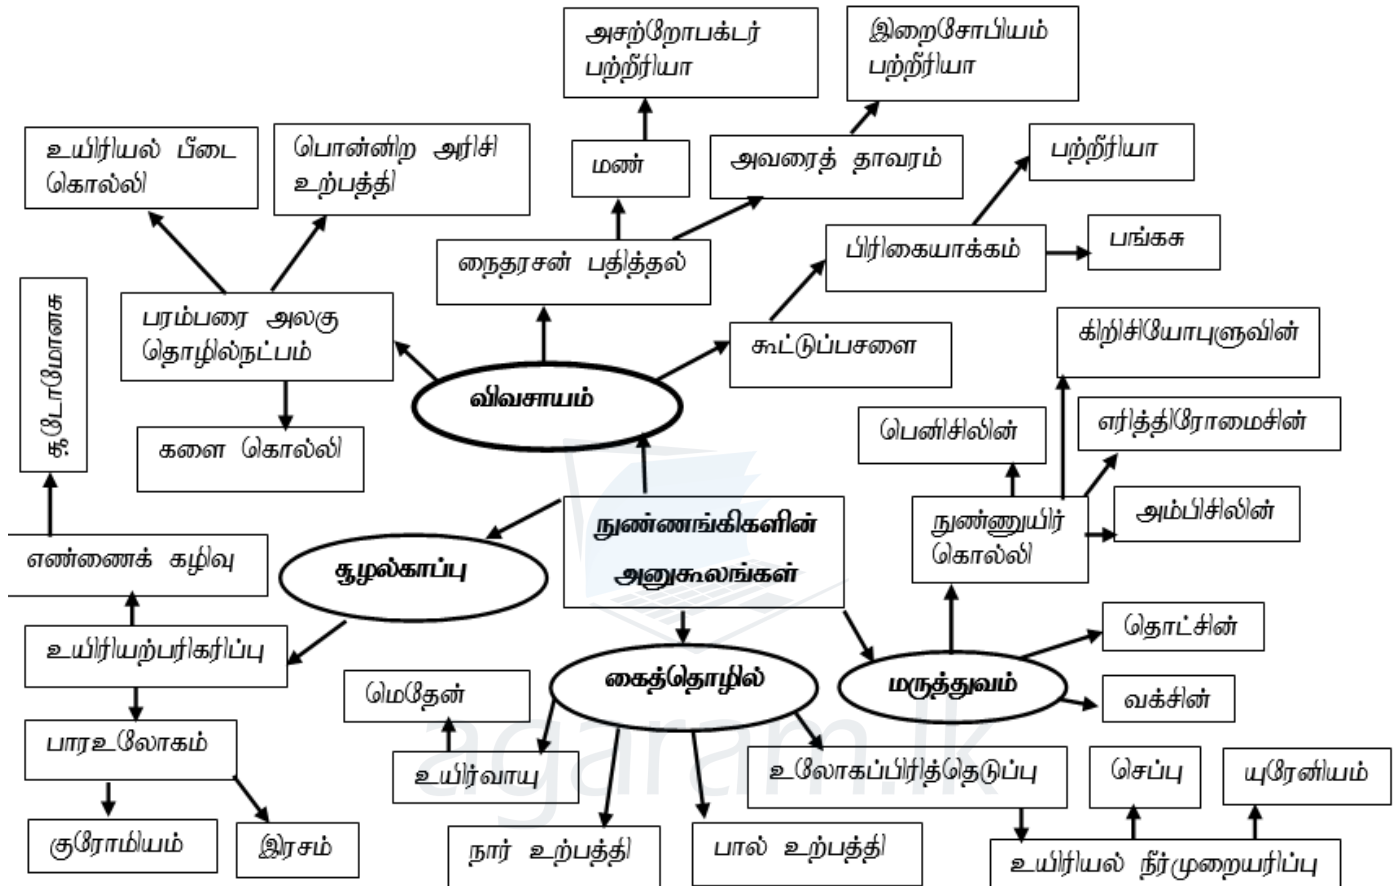 அசற்றோபக்டர்
பற்றீரியா
இறைசோபியம்
பற்றீரியா
உயிரியல் பீடை
கொல்லி
பொன்னிற அரிசி
உற்பத்தி
மண்
அவரைத் தாவரம்
பற்றீரியா
நைதரசன் பதித்தல்
பிரிகையாக்கம்
பங்கசு
பரம்பரை அலகு
தொழில்நட்பம்
கூட்டுப்பசளை
கிறிசியோபுளுவின்
சூடோமோனசு
விவசாயம்
களை கொல்லி
பெனிசிலின்
எரித்திரோமைசின்
நுண்ணங்கிகளின்
அனுகூலங்கள்
நுண்ணுயிர்
கொல்லி
அம்பிசிலின்
எண்ணைக் கழிவு
சூழல்காப்பு
உயிரியற்பரிகரிப்பு
தொட்சின்
கைத்தொழில்
மருத்துவம்
மெதேன்
வக்சின்
பாரஉலோகம்
உயிர்வாயு
உலோகப்பிரித்தெடுப்பு
செப்பு
யுரேனியம்
குரோமியம்
இரசம்
நார் உற்பத்தி
பால் உற்பத்தி
உயிரியல் நீர்முறையரிப்பு
agaram.lk